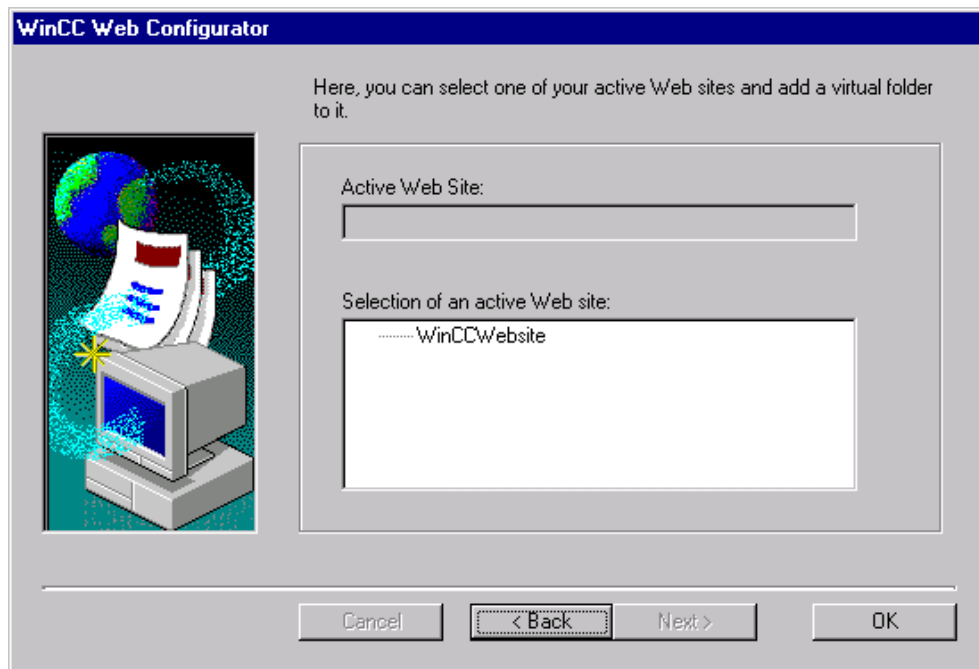 WinCC Web Configurator
Here, you can select one of your active Web sites and add a virtual folder
to it.
Active Web Site:
Selection of an active Web site:
WinCCWebsite
Cancel
< Back
Next >
OK